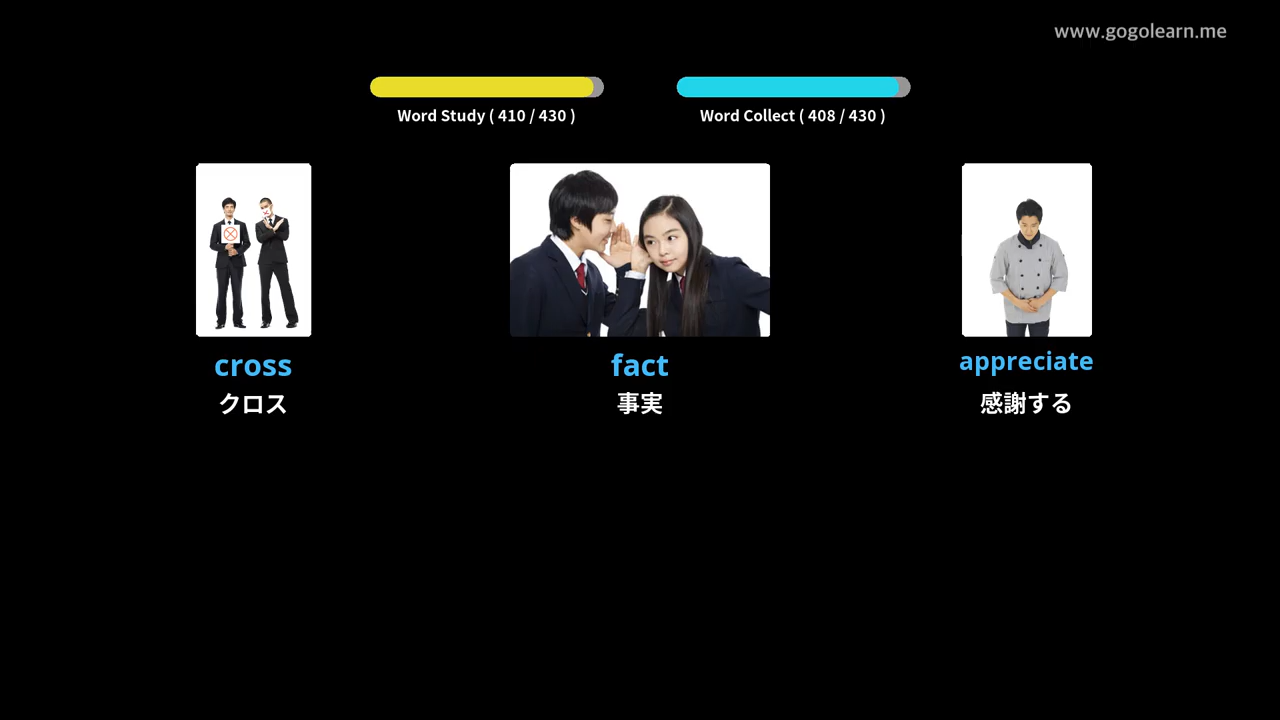 www.gogolearn.me
Word Study ( 410 / 430 )
Word Collect ( 408 / 430 )
cross
クロス
fact
事実
appreciate
感謝する